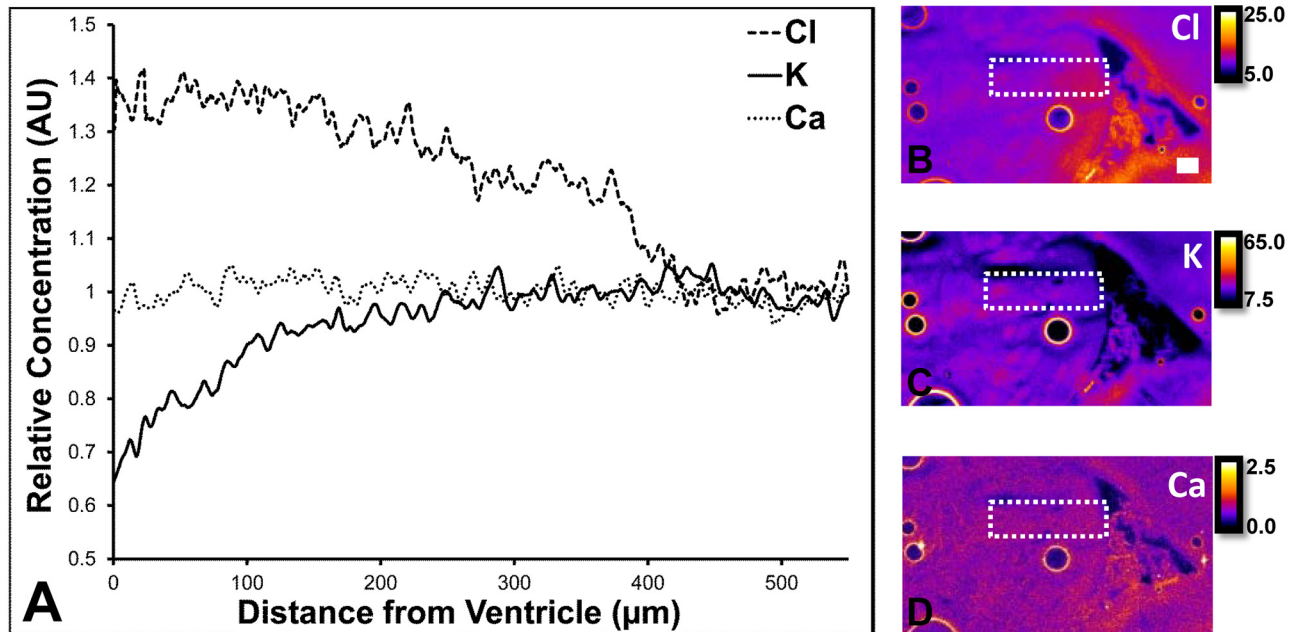 1.5
1.4
1.3
1.2
1.1
1
0.9
0.8
0.7
0.6
0.5
Relative Concentration (AU)
0 100 200 300 400 500
Distance from Ventricle (µm)
Cl
K
Ca
A
Cl
B
25.0
5.0
K
C
65.0
7.5
Ca
D
2.5
0.0